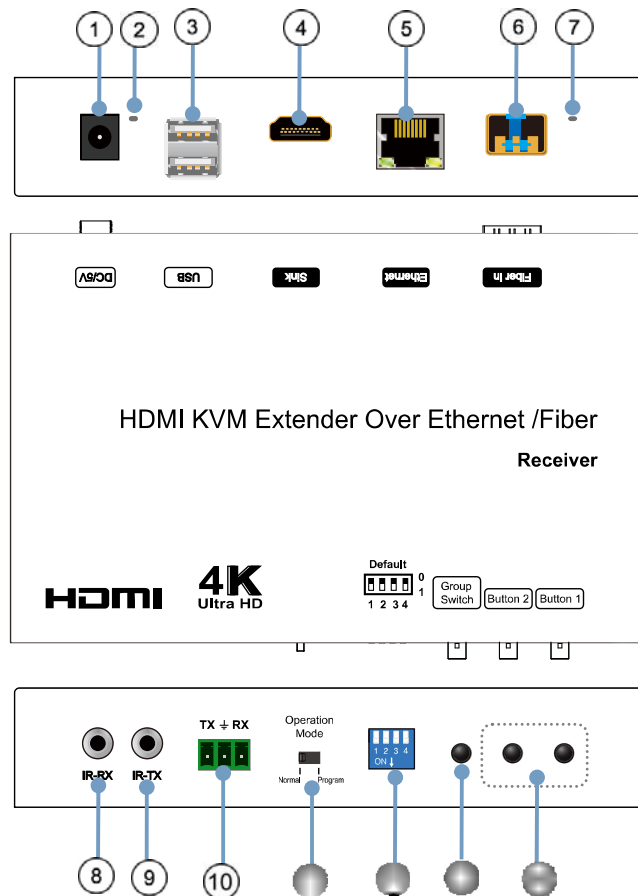 1 2 3 4 5 6 7
DC/5V USB Sink Ethernet Fiber In
HDMI KVM Extender Over Ethernet /Fiber
Receiver
HDMI
4K
Ultra HD
Default
0
1
1 2 3 4
Group
Switch
Button 2
Button 1
TX ⏚ RX
Operation
Mode
Normal Program
1 2 3 4
ON ↓
IR-RX
IR-TX
8 9 10